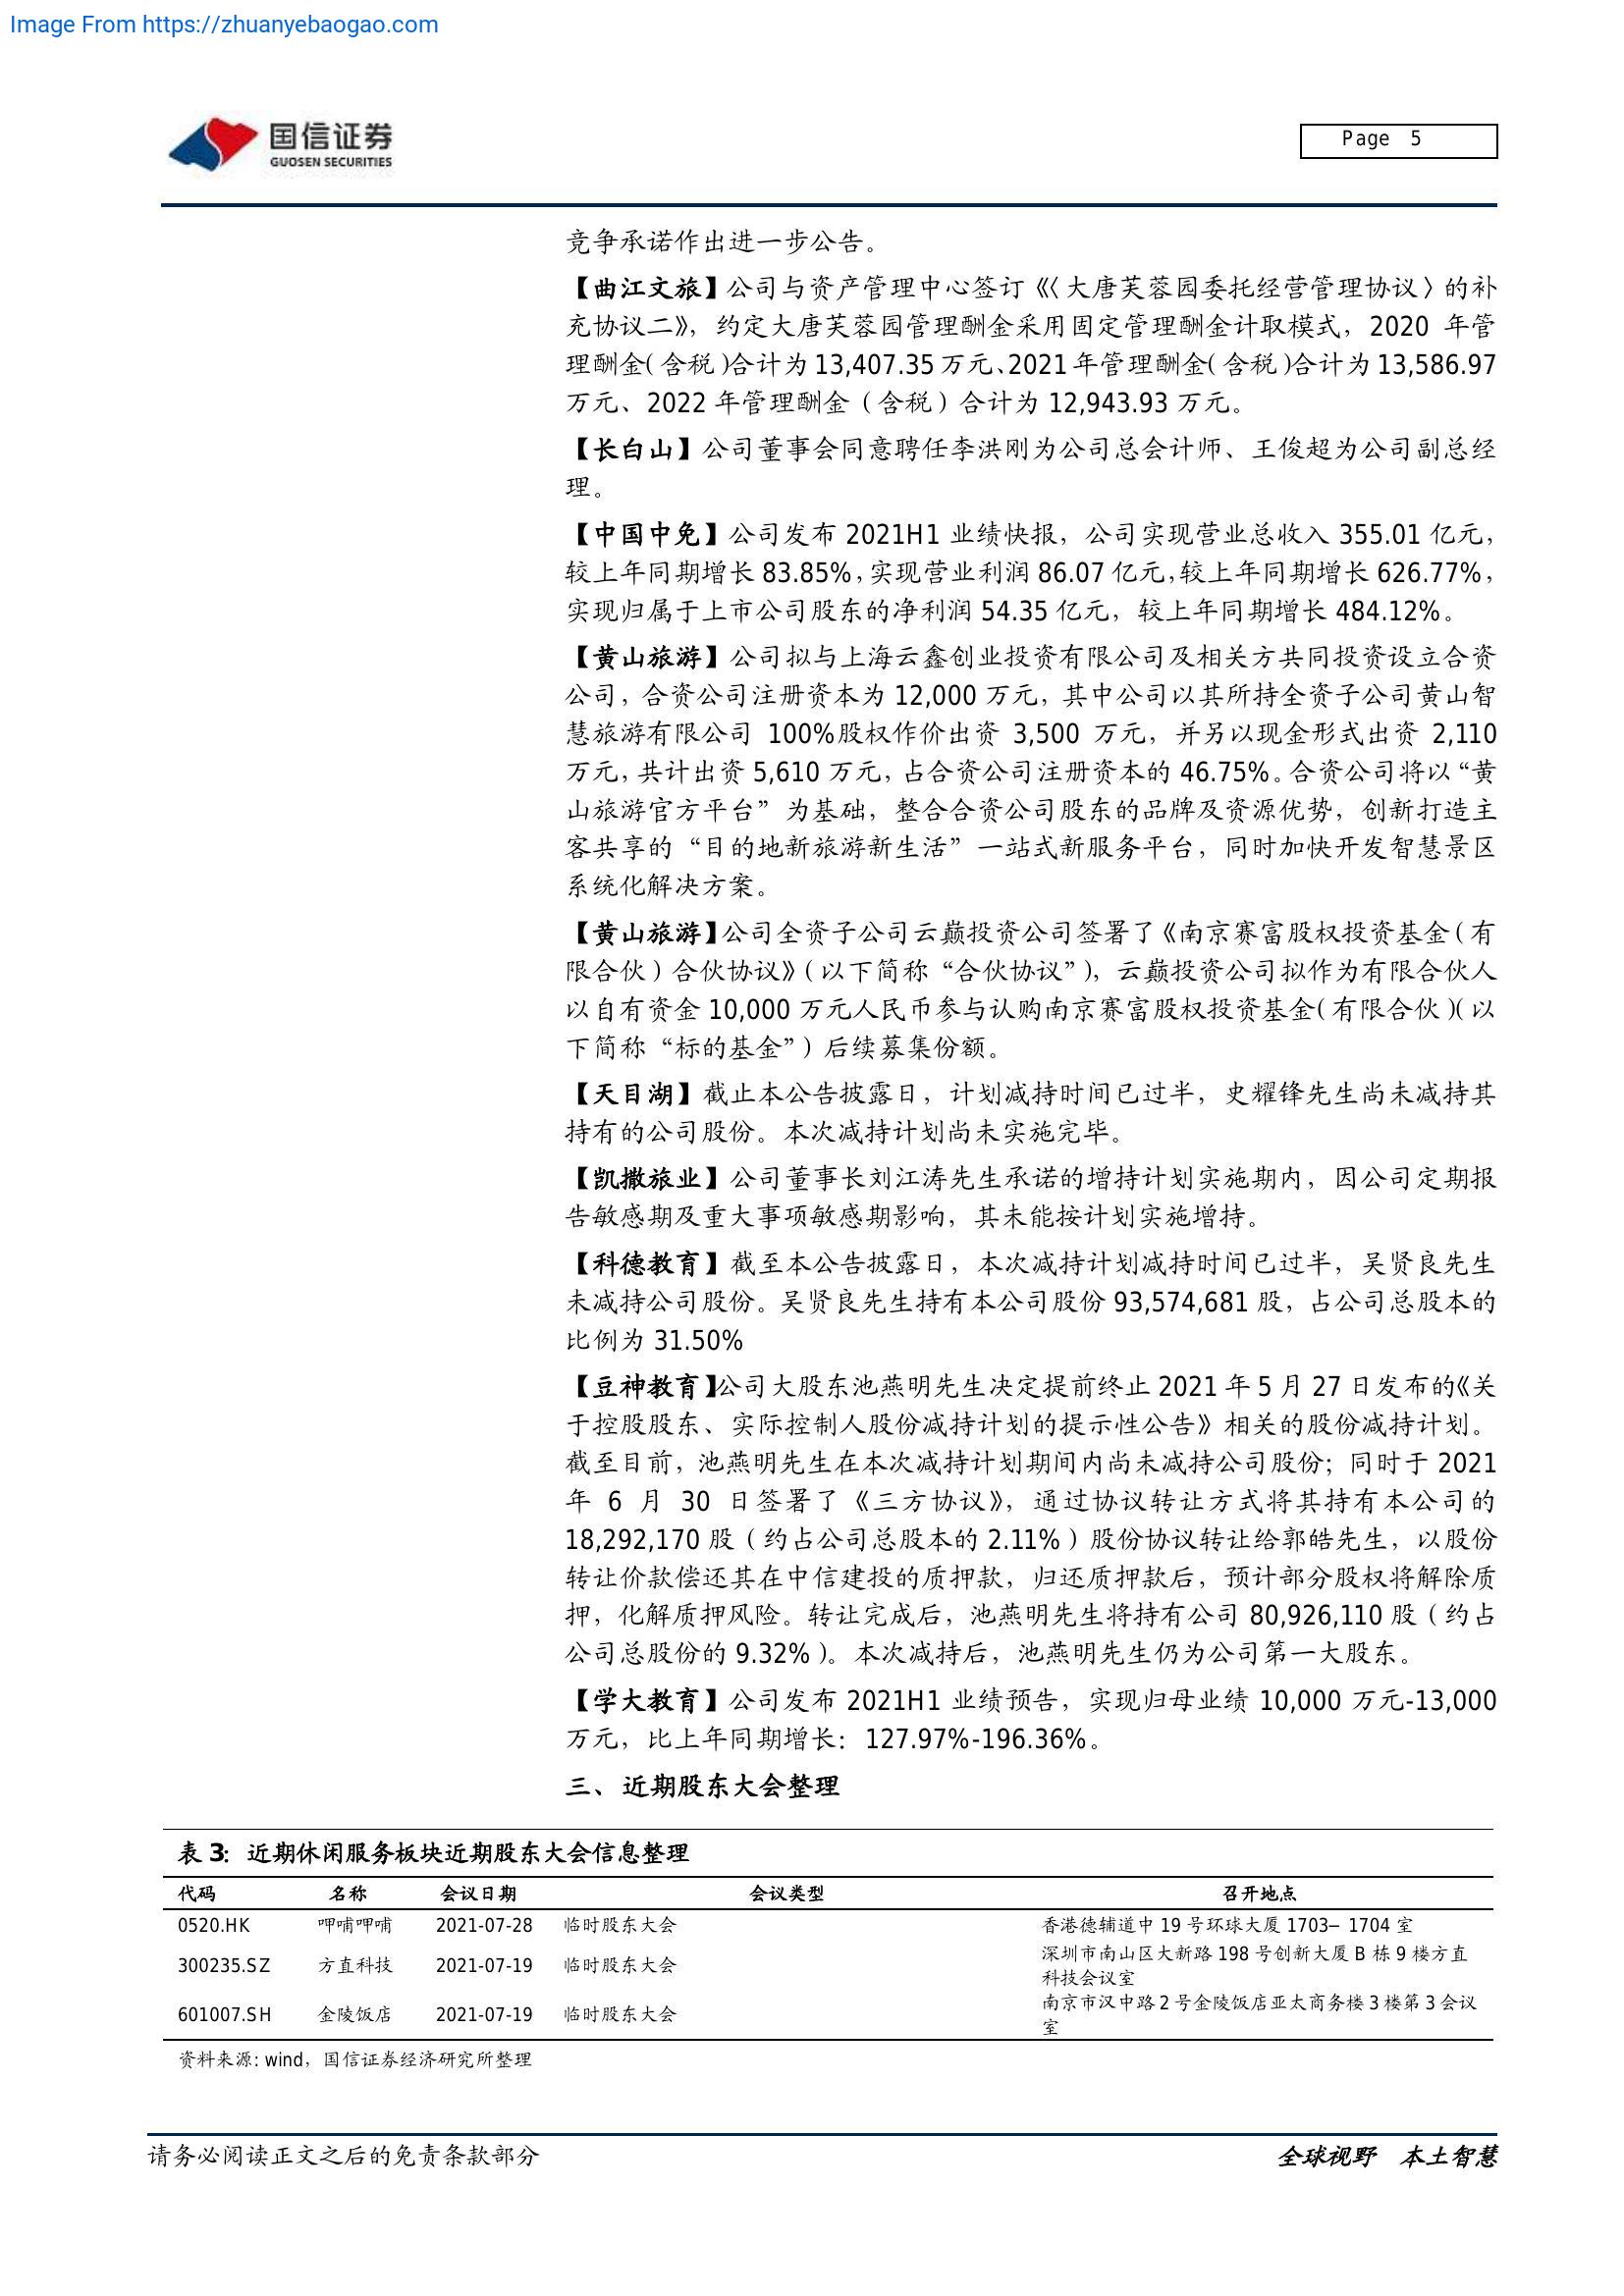 Image From https://zhuanyebaogao.com
国信证券
GUOSEN SECURITIES
Page 5
竞争承诺作出进一步公告。
【曲江文旅】公司与资产管理中心签订《〈大唐芙蓉园委托经营管理协议〉的补
充协议二》，约定大唐芙蓉园管理酬金采用固定管理酬金计取模式，2020 年管
理酬金(含税)合计为 13,407.35 万元、2021 年管理酬金(含税)合计为 13,586.97
万元、2022 年管理酬金（含税）合计为 12,943.93 万元。
【长白山】公司董事会同意聘任李洪刚为公司总会计师、王俊超为公司副总经
理。
【中国中免】公司发布 2021H1 业绩快报，公司实现营业总收入 355.01 亿元，
较上年同期增长 83.85%，实现营业利润 86.07 亿元，较上年同期增长 626.77%，
实现归属于上市公司股东的净利润 54.35 亿元，较上年同期增长 484.12%。
【黄山旅游】公司拟与上海云鑫创业投资有限公司及相关方共同投资设立合资
公司，合资公司注册资本为 12,000 万元，其中公司以其所持全资子公司黄山智
慧旅游有限公司 100%股权作价出资 3,500 万元，并另以现金形式出资 2,110
万元，共计出资 5,610 万元，占合资公司注册资本的 46.75%。合资公司将以“黄
山旅游官方平台”为基础，整合合资公司股东的品牌及资源优势，创新打造主
客共享的“目的地新旅游新生活”一站式新服务平台，同时加快开发智慧景区
系统化解决方案。
【黄山旅游】公司全资子公司云巅投资公司签署了《南京赛富股权投资基金（有
限合伙）合伙协议》（以下简称“合伙协议”），云巅投资公司拟作为有限合伙人
以自有资金 10,000 万元人民币参与认购南京赛富股权投资基金(有限合伙)(以
下简称“标的基金”）后续募集份额。
【天目湖】截止本公告披露日，计划减持时间已过半，史耀锋先生尚未减持其
持有的公司股份。本次减持计划尚未实施完毕。
【凯撒旅业】公司董事长刘江涛先生承诺的增持计划实施期内，因公司定期报
告敏感期及重大事项敏感期影响，其未能按计划实施增持。
【科德教育】截至本公告披露日，本次减持计划减持时间已过半，吴贤良先生
未减持公司股份。吴贤良先生持有本公司股份 93,574,681 股，占公司总股本的
比例为 31.50%
【豆神教育】公司大股东池燕明先生决定提前终止 2021 年 5 月 27 日发布的《关
于控股股东、实际控制人股份减持计划的提示性公告》相关的股份减持计划。
截至目前，池燕明先生在本次减持计划期间内尚未减持公司股份；同时于 2021
年 6 月 30 日签署了《三方协议》，通过协议转让方式将其持有本公司的
18,292,170 股（约占公司总股本的 2.11%）股份协议转让给郭皓先生，以股份
转让价款偿还其在中信建投的质押款，归还质押款后，预计部分股权将解除质
押，化解质押风险。转让完成后，池燕明先生将持有公司 80,926,110 股（约占
公司总股份的 9.32%）。本次减持后，池燕明先生仍为公司第一大股东。
【学大教育】公司发布 2021H1 业绩预告，实现归母业绩 10,000 万元-13,000
万元，比上年同期增长：127.97%-196.36%。
三、近期股东大会整理
表 3：近期休闲服务板块近期股东大会信息整理
代码 名称 会议日期 会议类型 召开地点
0520.HK 呷哺呷哺 2021-07-28 临时股东大会 香港德辅道中 19 号环球大厦 1703–1704 室
300235.SZ 方直科技 2021-07-19 临时股东大会 深圳市南山区大新路 198 号创新大厦 B 栋 9 楼方直
科技会议室
601007.SH 金陵饭店 2021-07-19 临时股东大会 南京市汉中路 2 号金陵饭店亚太商务楼 3 楼第 3 会议
室
资料来源：wind，国信证券经济研究所整理
请务必阅读正文之后的免责条款部分
全球视野 本土智慧